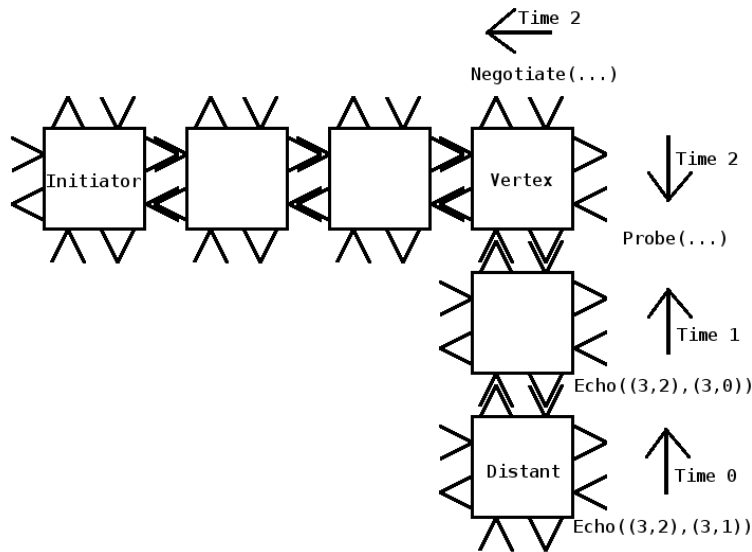 Time 2
Negotiate(...)
Initiator
Vertex
Time 2
Probe(...)
Time 1
Echo((3,2),(3,0))
Distant
Time 0
Echo((3,2),(3,1))